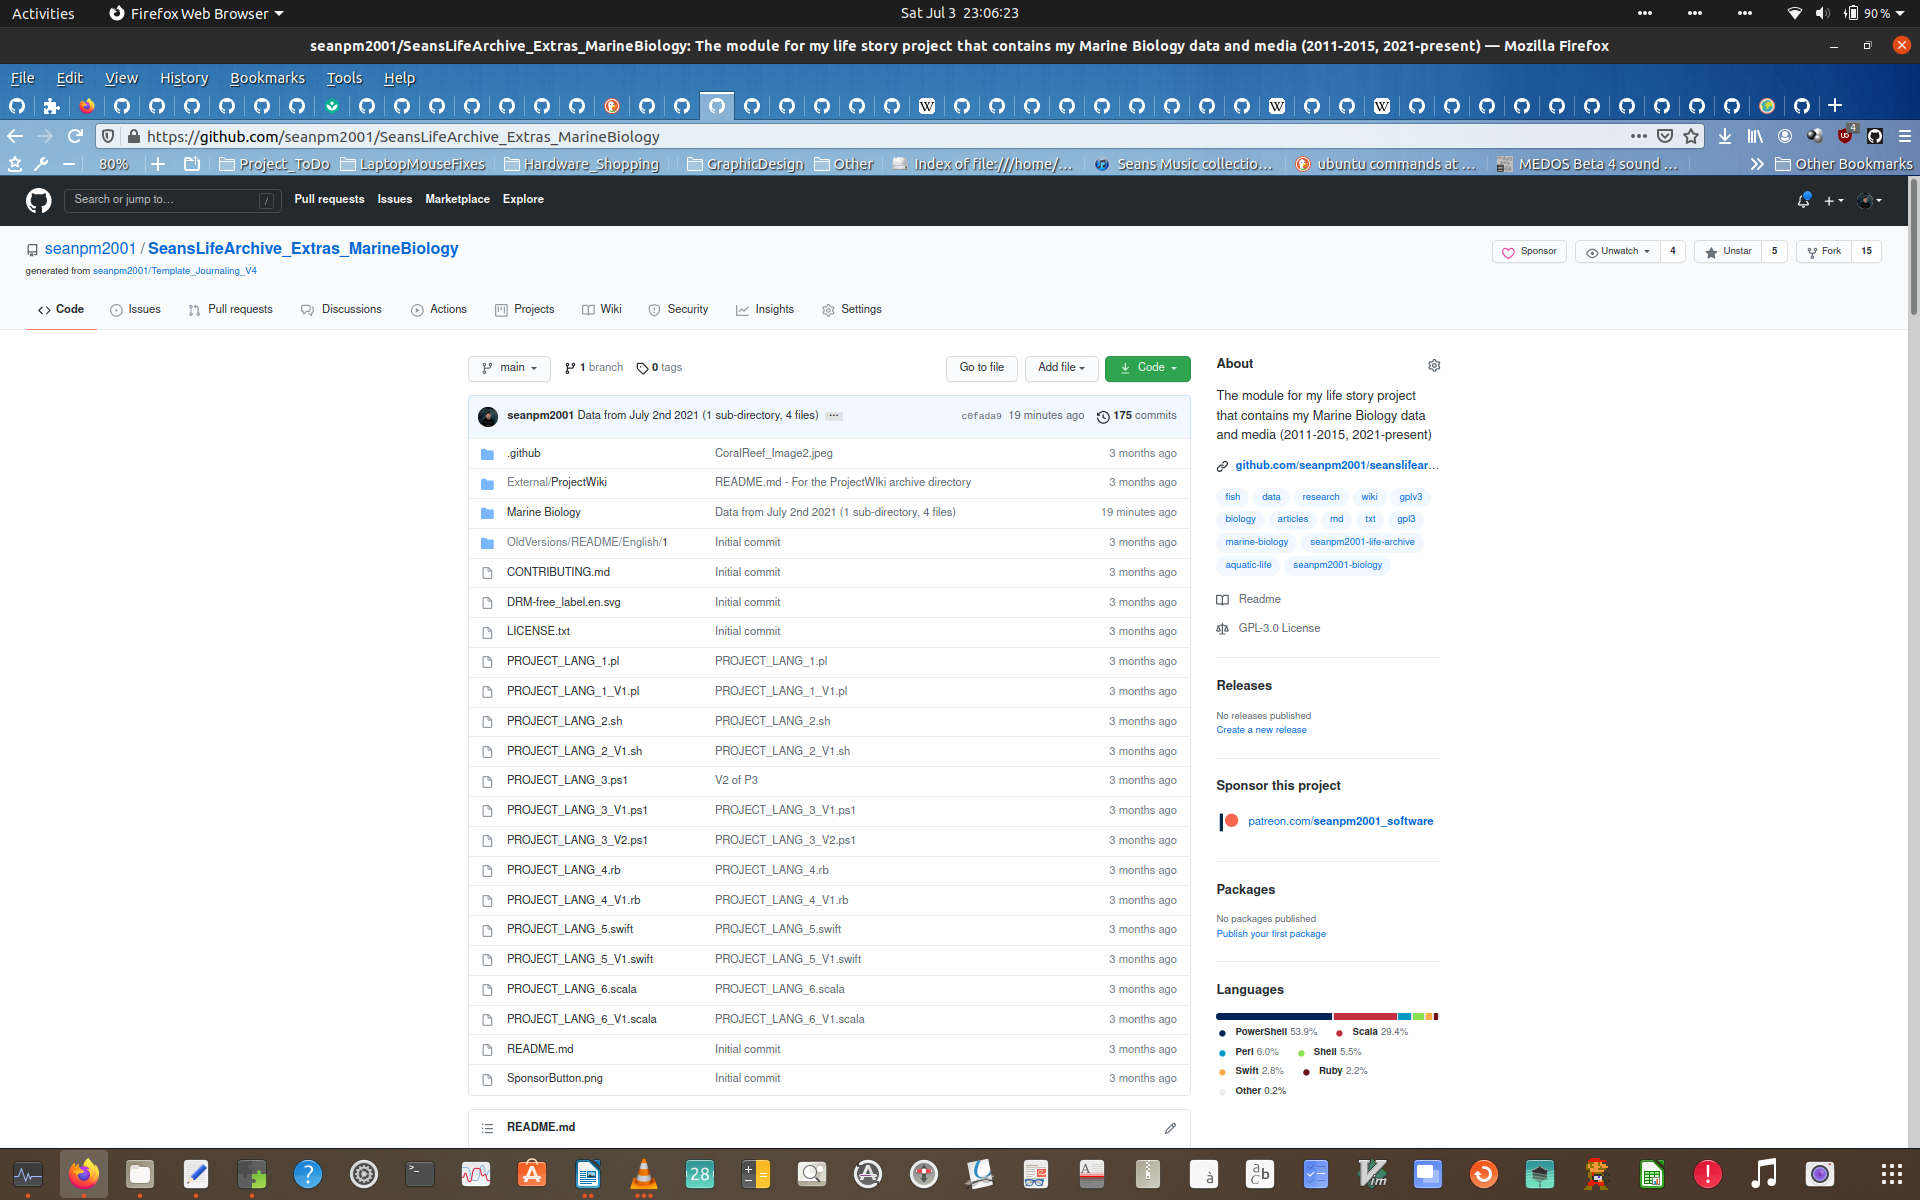 Activities Firefox Web Browser Sat Jul 3 23:06:23 90 %
seanpm2001/SeansLifeArchive_Extras_MarineBiology: The module for my life story project that contains my Marine Biology data and media (2011-2015, 2021-present) — Mozilla Firefox
File Edit View History Bookmarks Tools Help
https://github.com/seanpm2001/SeansLifeArchive_Extras_MarineBiology 4
80% Project_ToDo LaptopMouseFixes Hardware_Shopping GraphicDesign Other Index of file:///home/… Seans Music collectio… ubuntu commands at … MEDOS Beta 4 sound … Other Bookmarks
Search or jump to… / Pull requests Issues Marketplace Explore
seanpm2001 / SeansLifeArchive_Extras_MarineBiology Sponsor Unwatch 4 Unstar 5 Fork 15
generated from seanpm2001/Template_Journaling_V4
Code Issues Pull requests Discussions Actions Projects Wiki Security Insights Settings
main 1 branch 0 tags Go to file Add file Code
seanpm2001 Data from July 2nd 2021 (1 sub-directory, 4 files) … c0fada9 19 minutes ago 175 commits
.github CoralReef_Image2.jpeg 3 months ago
External/ProjectWiki README.md - For the ProjectWIki archive directory 3 months ago
Marine Biology Data from July 2nd 2021 (1 sub-directory, 4 files) 19 minutes ago
OldVersions/README/English/1 Initial commit 3 months ago
CONTRIBUTING.md Initial commit 3 months ago
DRM-free_label.en.svg Initial commit 3 months ago
LICENSE.txt Initial commit 3 months ago
PROJECT_LANG_1.pl PROJECT_LANG_1.pl 3 months ago
PROJECT_LANG_1_V1.pl PROJECT_LANG_1_V1.pl 3 months ago
PROJECT_LANG_2.sh PROJECT_LANG_2.sh 3 months ago
PROJECT_LANG_2_V1.sh PROJECT_LANG_2_V1.sh 3 months ago
PROJECT_LANG_3.ps1 V2 of P3 3 months ago
PROJECT_LANG_3_V1.ps1 PROJECT_LANG_3_V1.ps1 3 months ago
PROJECT_LANG_3_V2.ps1 PROJECT_LANG_3_V2.ps1 3 months ago
PROJECT_LANG_4.rb PROJECT_LANG_4.rb 3 months ago
PROJECT_LANG_4_V1.rb PROJECT_LANG_4_V1.rb 3 months ago
PROJECT_LANG_5.swift PROJECT_LANG_5.swift 3 months ago
PROJECT_LANG_5_V1.swift PROJECT_LANG_5_V1.swift 3 months ago
PROJECT_LANG_6.scala PROJECT_LANG_6.scala 3 months ago
PROJECT_LANG_6_V1.scala PROJECT_LANG_6_V1.scala 3 months ago
README.md Initial commit 3 months ago
SponsorButton.png Initial commit 3 months ago
README.md
About
The module for my life story project
that contains my Marine Biology data
and media (2011-2015, 2021-present)
github.com/seanpm2001/seanslifear…
fish data research wiki gplv3
biology articles md txt gpl3
marine-biology seanpm2001-life-archive
aquatic-life seanpm2001-biology
Readme
GPL-3.0 License
Releases
No releases published
Create a new release
Sponsor this project
patreon.com/seanpm2001_software
Packages
No packages published
Publish your first package
Languages
PowerShell 53.9% Scala 29.4%
Perl 6.0% Shell 5.5%
Swift 2.8% Ruby 2.2%
Other 0.2%
28